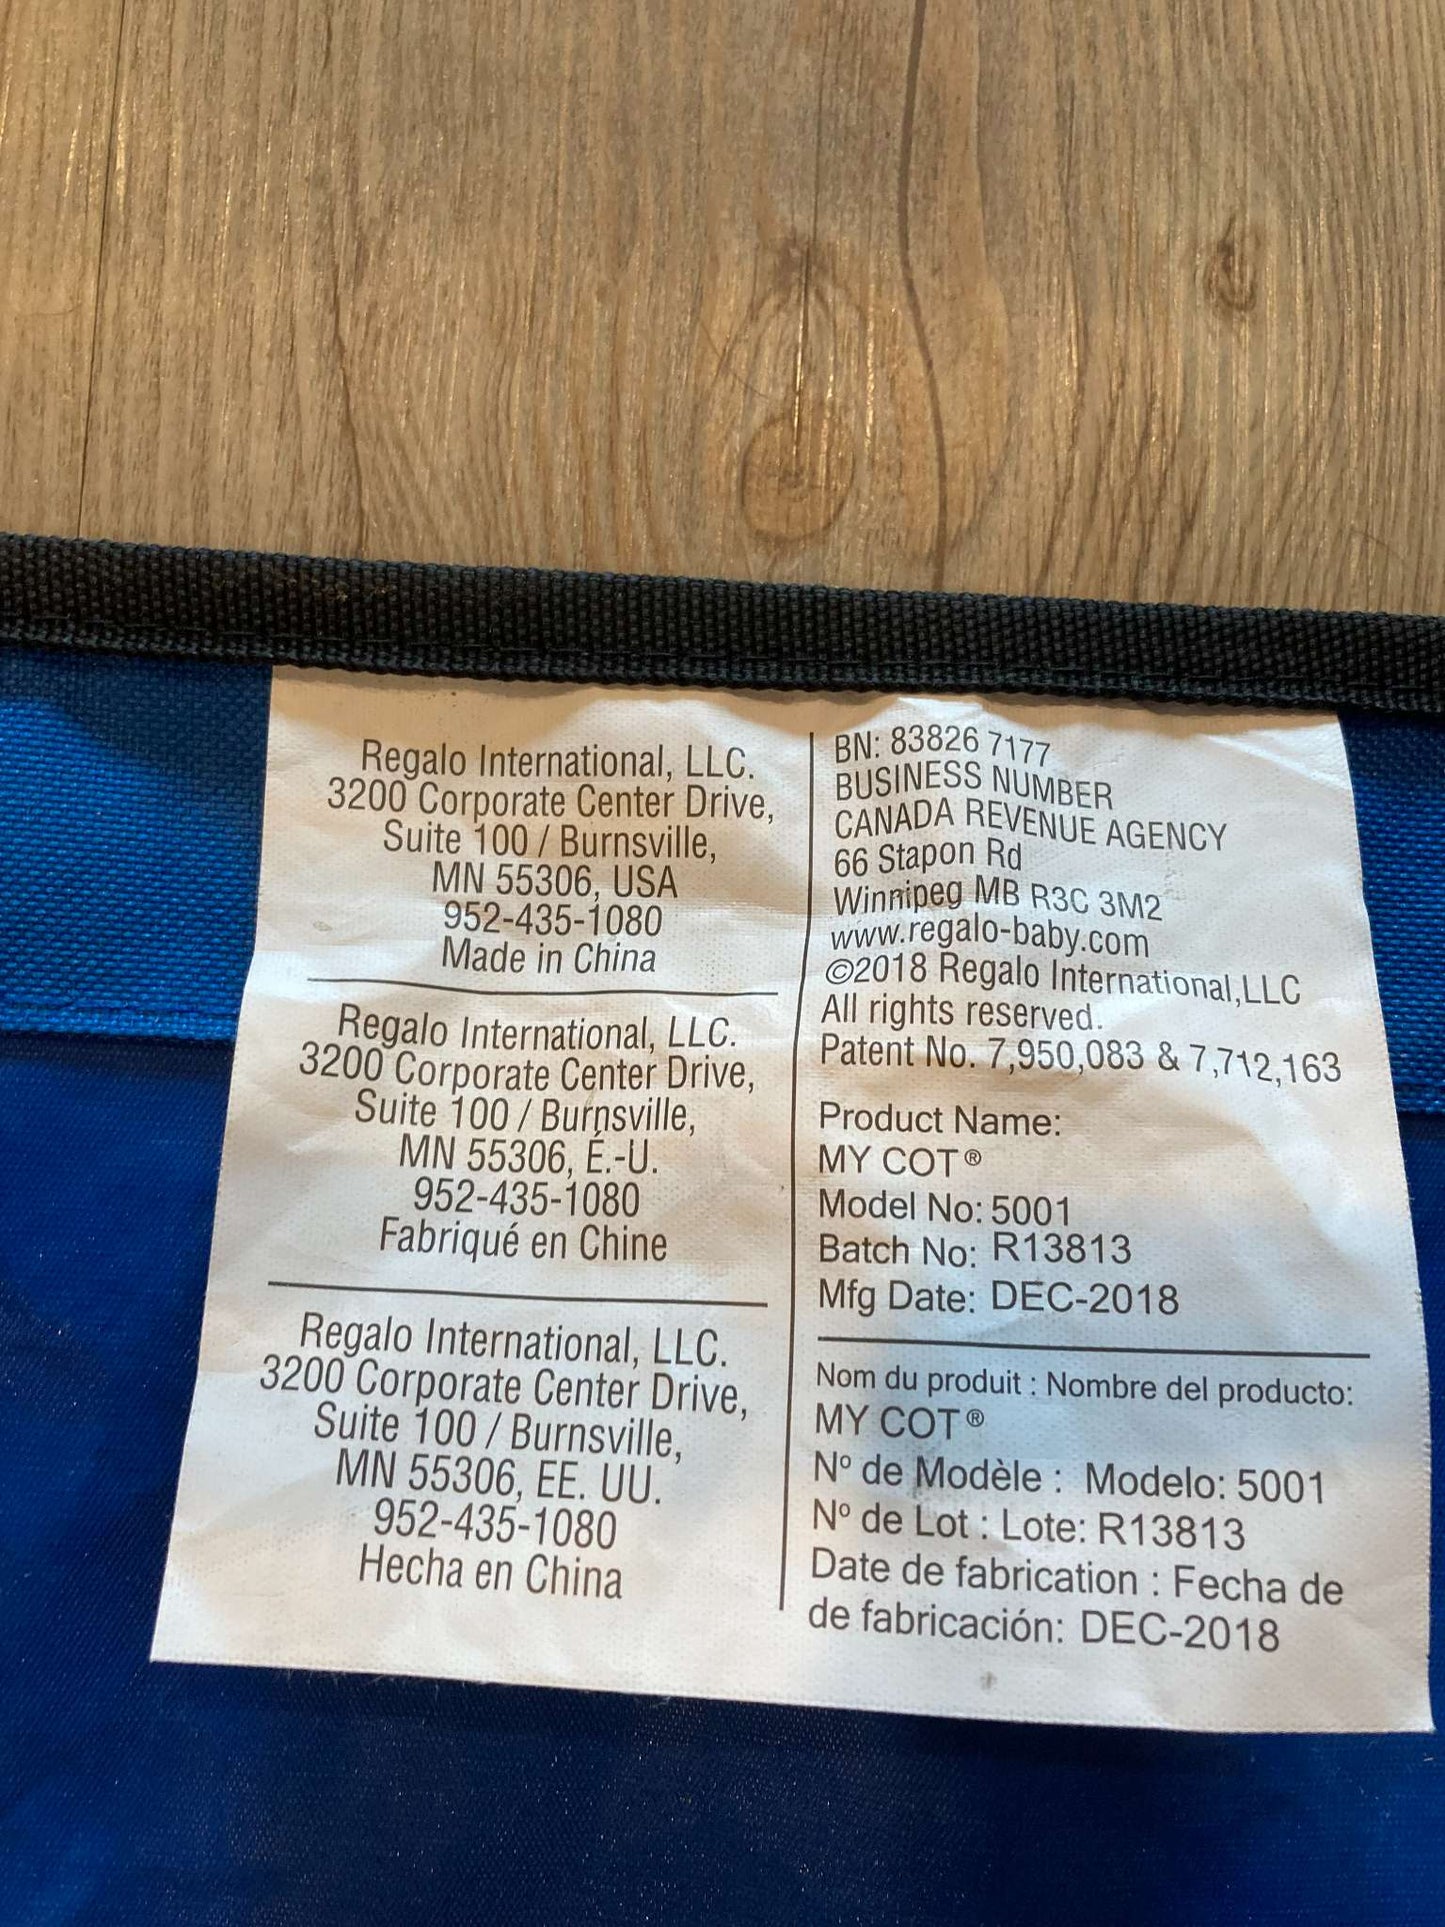 Regalo International, LLC.
3200 Corporate Center Drive,
Suite 100 / Burnsville,
MN 55306, USA
952-435-1080
Made in China
Regalo International, LLC.
3200 Corporate Center Drive,
Suite 100 / Burnsville,
MN 55306, É.-U.
952-435-1080
Fabriqué en Chine
Regalo International, LLC.
3200 Corporate Center Drive,
Suite 100 / Burnsville,
MN 55306, EE. UU.
952-435-1080
Hecha en China
BN: 83826 7177
BUSINESS NUMBER
CANADA REVENUE AGENCY
66 Stapon Rd
Winnipeg MB R3C 3M2
www.regalo-baby.com
©2018 Regalo International,LLC
All rights reserved.
Patent No. 7,950,083 & 7,712,163
Product Name:
MY COT®
Model No: 5001
Batch No: R13813
Mfg Date: DEC-2018
Nom du produit : Nombre del producto:
MY COT®
Nº de Modèle : Modelo: 5001
Nº de Lot : Lote: R13813
Date de fabrication : Fecha de
de fabricación: DEC-2018